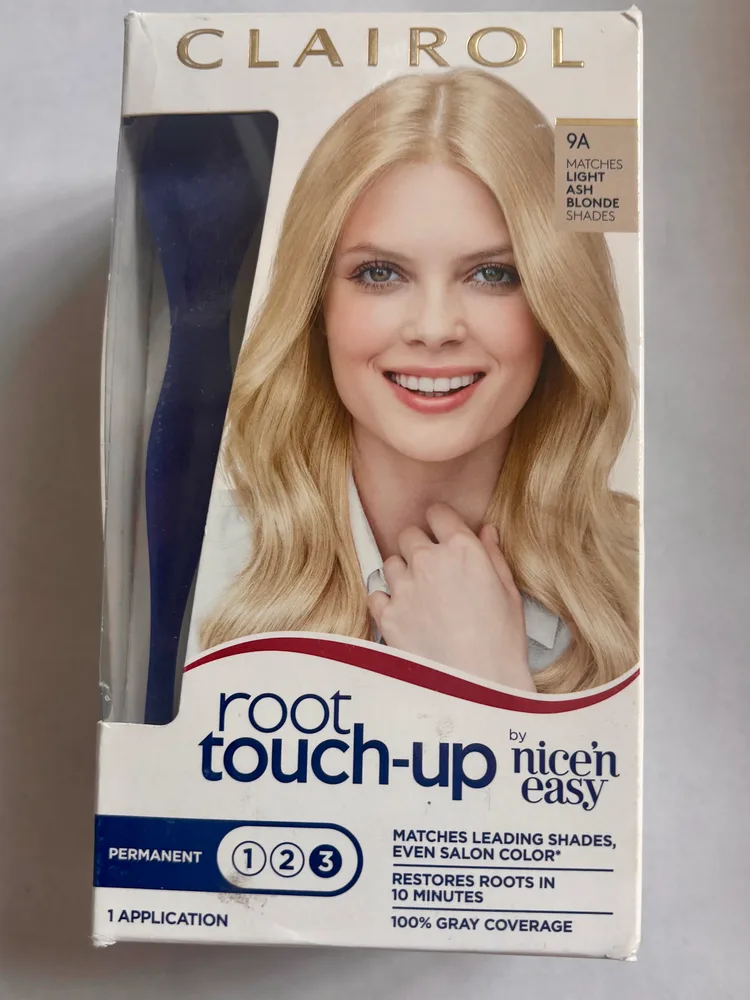 CLAIROL
9A
MATCHES
LIGHT
ASH
BLONDE
SHADES
root
touch-up
by
nice'n
easy
PERMANENT 1 2 3
1 APPLICATION
MATCHES LEADING SHADES,
EVEN SALON COLOR*
RESTORES ROOTS IN
10 MINUTES
100% GRAY COVERAGE